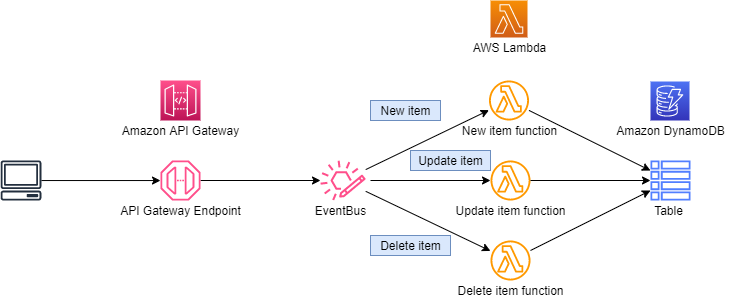 AWS Lambda
Amazon API Gateway
New item
New item function
Amazon DynamoDB
Update item
API Gateway Endpoint
EventBus
Update item function
Table
Delete item
Delete item function